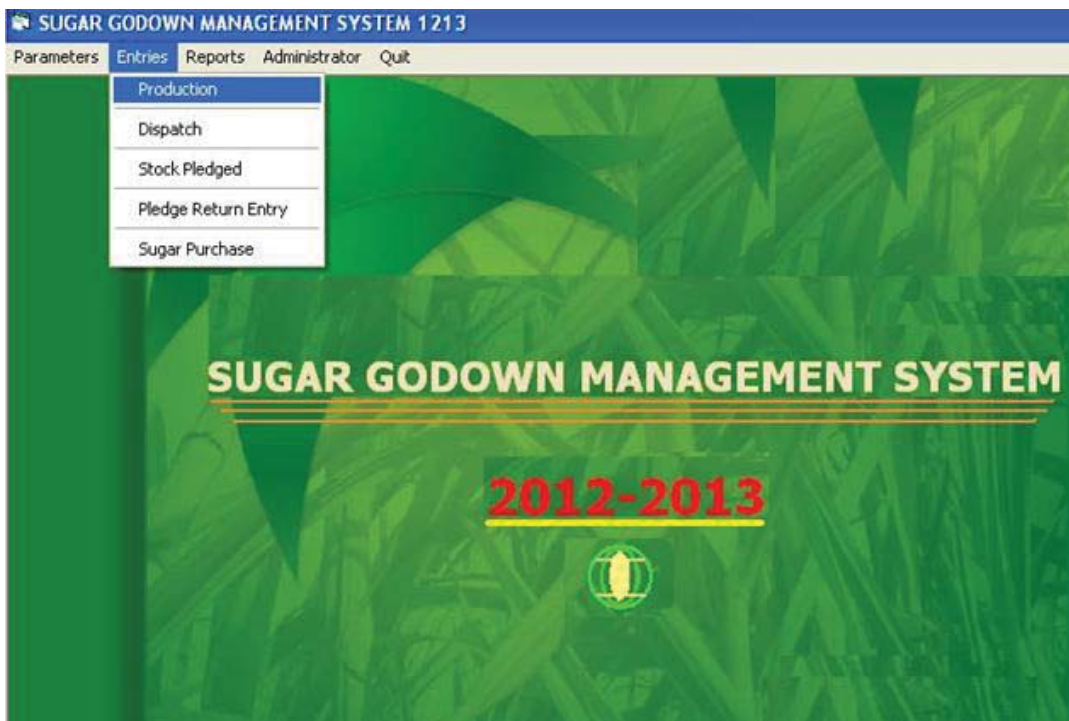 SUGAR GODOWN MANAGEMENT SYSTEM 1213
Parameters Entries Reports Administrator Quit
Production
Dispatch
Stock Pledged
Pledge Return Entry
Sugar Purchase
SUGAR GODOWN MANAGEMENT SYSTEM
2012-2013